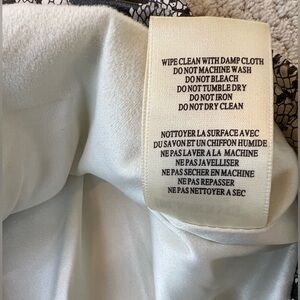 WIPE CLEAN WITH DAMP CLOTH
DO NOT MACHINE WASH
DO NOT BLEACH
DO NOT TUMBLE DRY
DO NOT IRON
DO NOT DRY CLEAN
NOTTOYER LA SURFACE AVEC
DU SAVON ET UN CHIFFON HUMIDE
NE PAS LAVER A LA MACHINE
NE PAS JAVELLISER
NE PAS SECHER EN MACHINE
NE PAS REPASSER
NE PAS NETTOYER A SEC